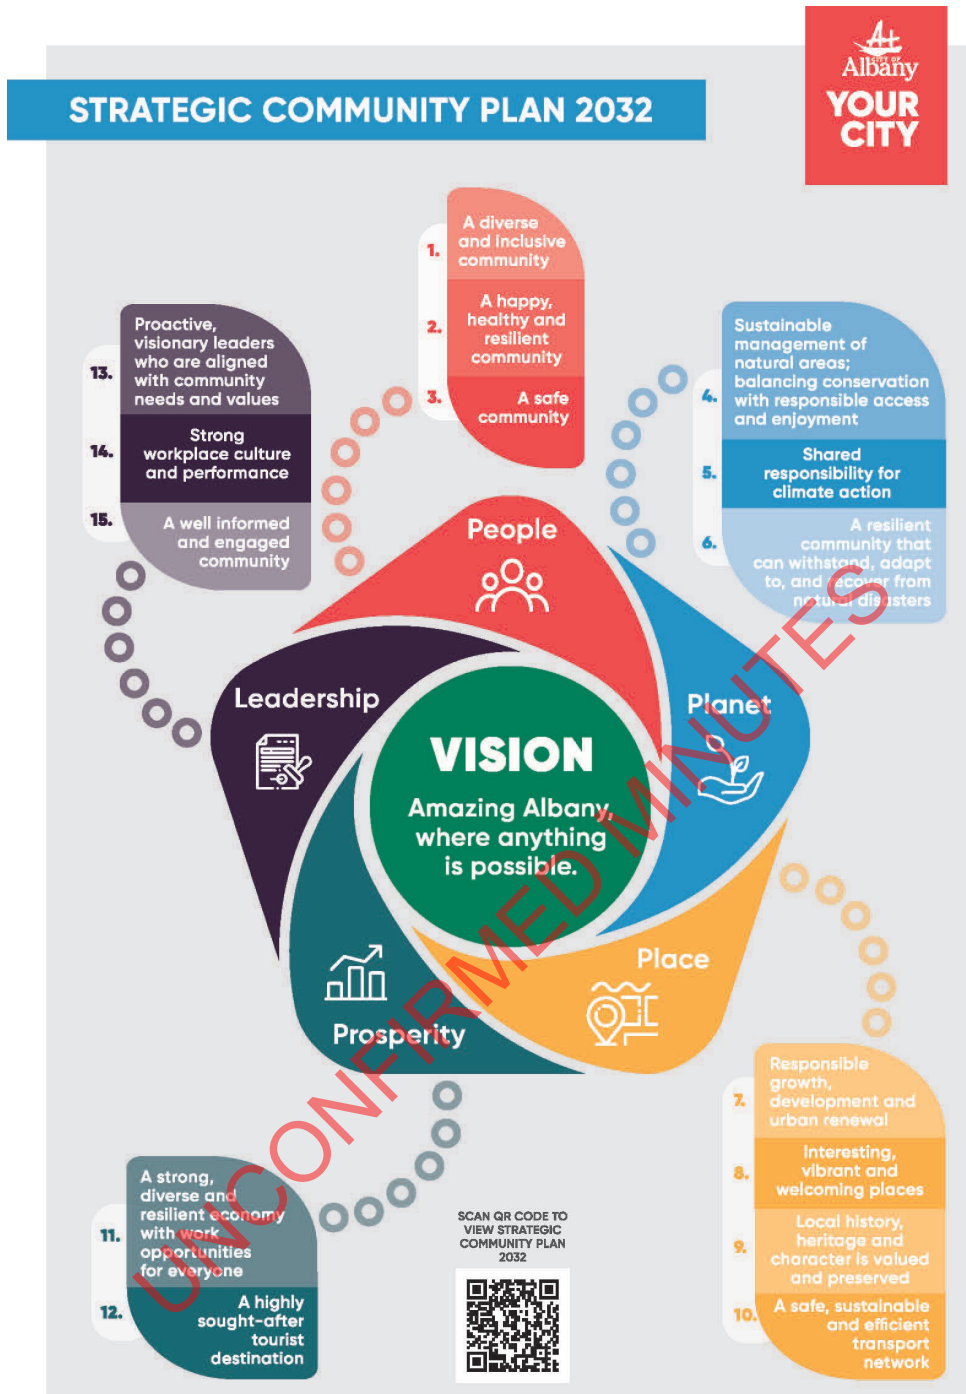 CITY OF
Albany
YOUR
CITY
STRATEGIC COMMUNITY PLAN 2032
1.
A diverse
and inclusive
community
2.
A happy,
healthy and
resilient
community
3.
A safe
community
13.
Proactive,
visionary leaders
who are aligned
with community
needs and values
14.
Strong
workplace culture
and performance
15.
A well informed
and engaged
community
4.
Sustainable
management of
natural areas;
balancing conservation
with responsible access
and enjoyment
5.
Shared
responsibility for
climate action
6.
A resilient
community that
can withstand, adapt
to, and recover from
natural disasters
People
Leadership
Planet
VISION
Amazing Albany,
where anything
is possible.
Place
Prosperity
7.
Responsible
growth,
development and
urban renewal
8.
Interesting,
vibrant and
welcoming places
9.
Local history,
heritage and
character is valued
and preserved
10.
A safe, sustainable
and efficient
transport
network
11.
A strong,
diverse and
resilient economy
with work
opportunities
for everyone
12.
A highly
sought-after
tourist
destination
SCAN QR CODE TO
VIEW STRATEGIC
COMMUNITY PLAN
2032
UNCONFIRMED MINUTES